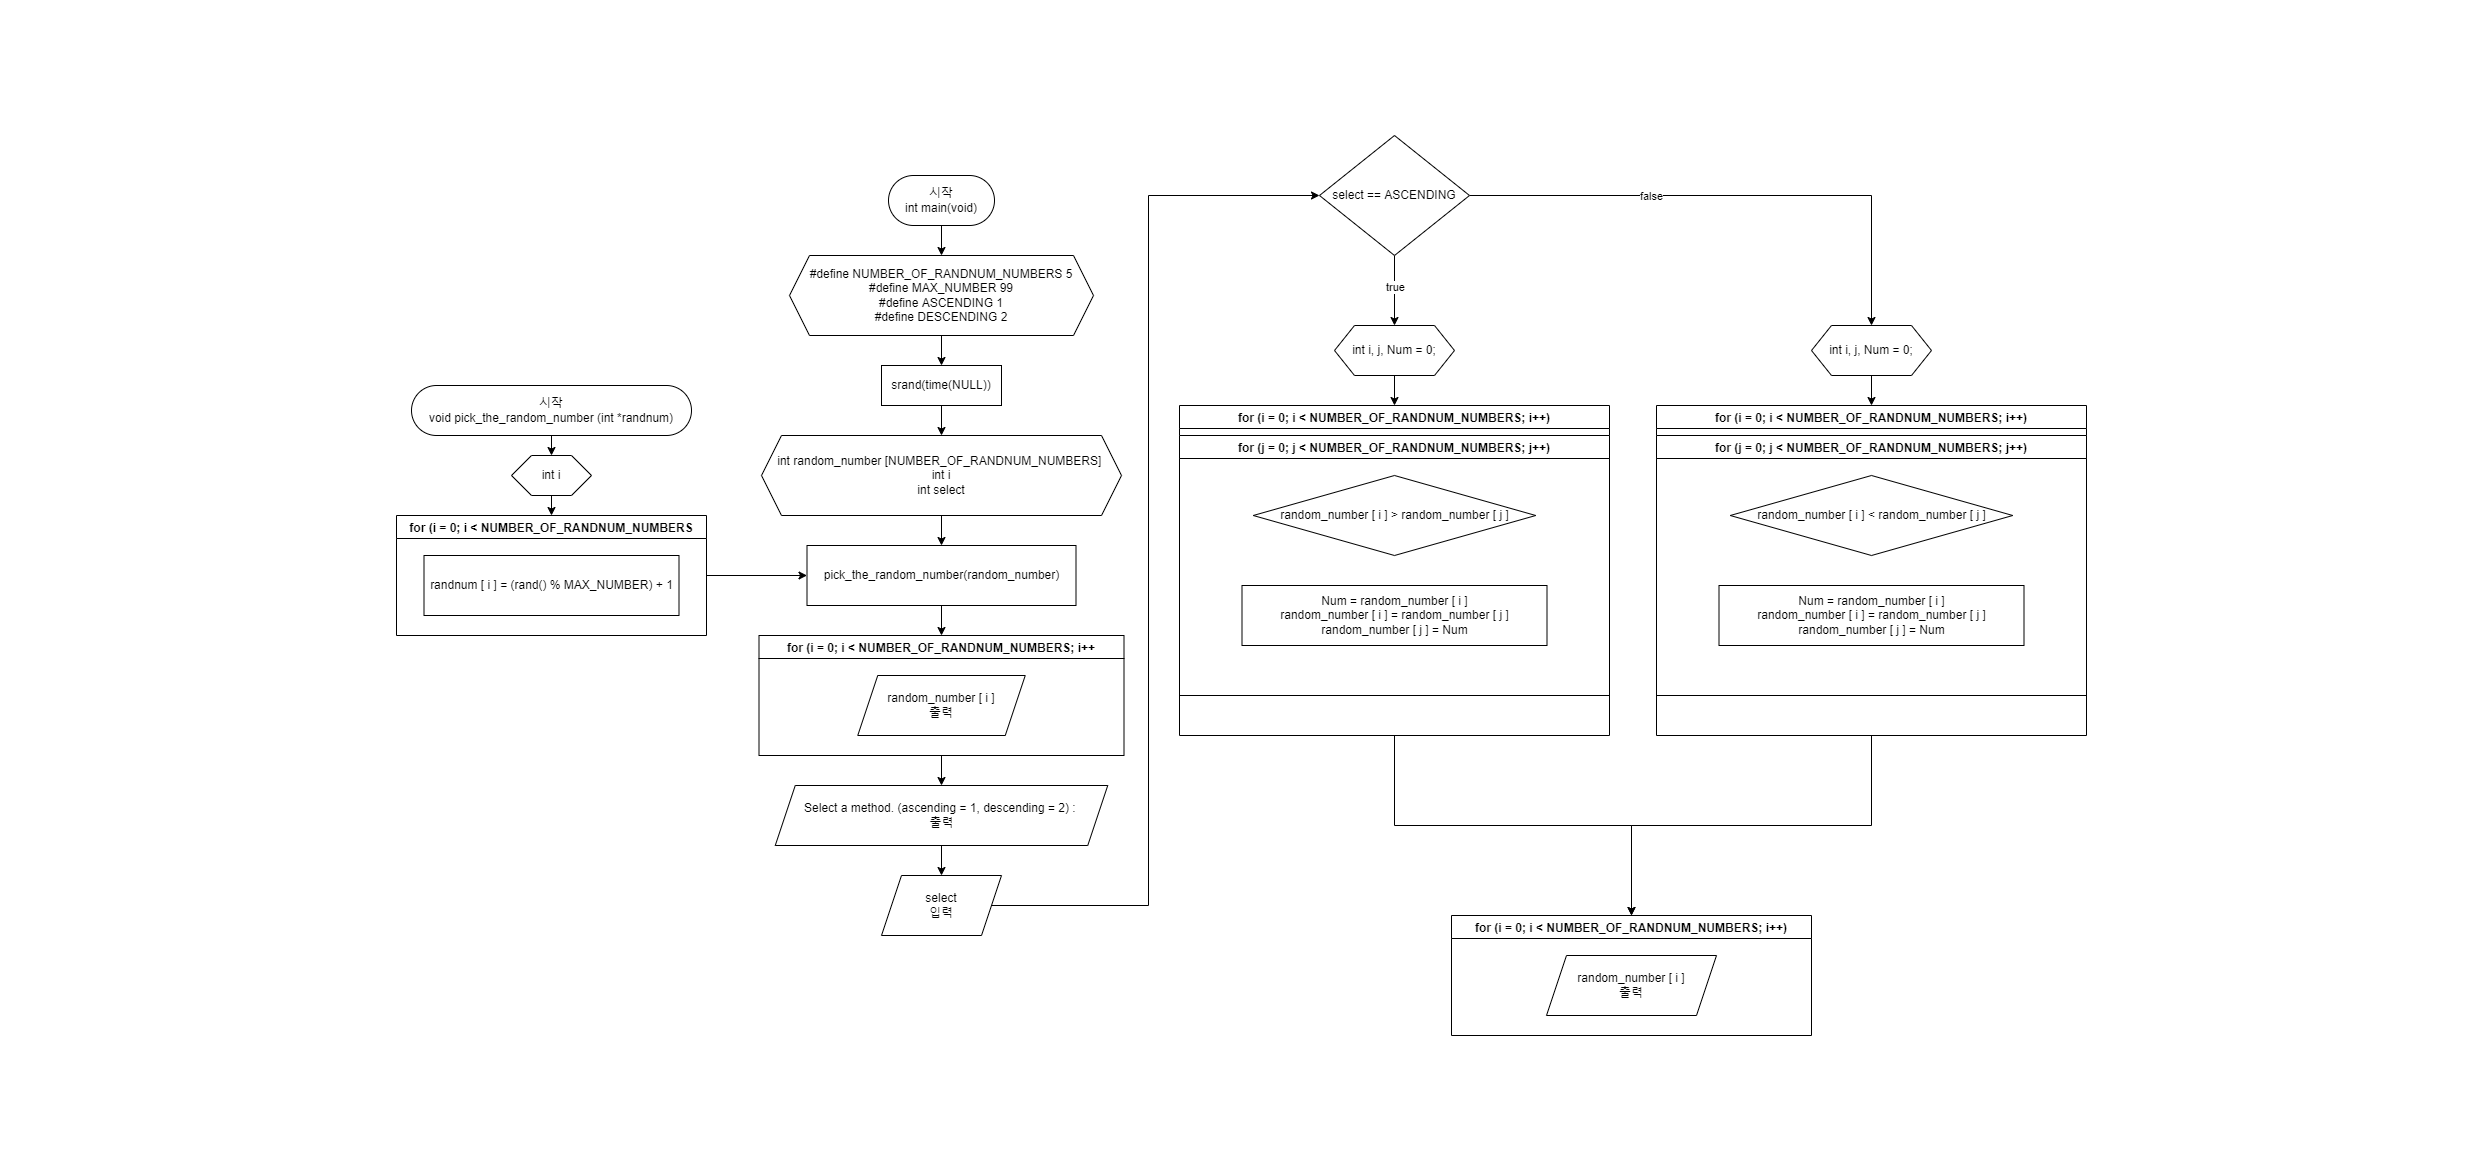 시작
void pick_the_random_number (int *randnum)
int i
for (i = 0; i < NUMBER_OF_RANDNUM_NUMBERS
randnum [ i ] = (rand() % MAX_NUMBER) + 1
시작
int main(void)
#define NUMBER_OF_RANDNUM_NUMBERS 5
#define MAX_NUMBER 99
#define ASCENDING 1
#define DESCENDING 2
srand(time(NULL))
int random_number [NUMBER_OF_RANDNUM_NUMBERS]
int i
int select
pick_the_random_number(random_number)
for (i = 0; i < NUMBER_OF_RANDNUM_NUMBERS; i++
random_number [ i ]
출력
Select a method. (ascending = 1, descending = 2) :
출력
select
입력
select == ASCENDING
true
int i, j, Num = 0;
for (i = 0; i < NUMBER_OF_RANDNUM_NUMBERS; i++)
for (j = 0; j < NUMBER_OF_RANDNUM_NUMBERS; j++)
random_number [ i ] > random_number [ j ]
Num = random_number [ i ]
random_number [ i ] = random_number [ j ]
random_number [ j ] = Num
false
int i, j, Num = 0;
for (i = 0; i < NUMBER_OF_RANDNUM_NUMBERS; i++)
for (j = 0; j < NUMBER_OF_RANDNUM_NUMBERS; j++)
random_number [ i ] < random_number [ j ]
Num = random_number [ i ]
random_number [ i ] = random_number [ j ]
random_number [ j ] = Num
for (i = 0; i < NUMBER_OF_RANDNUM_NUMBERS; i++)
random_number [ i ]
출력